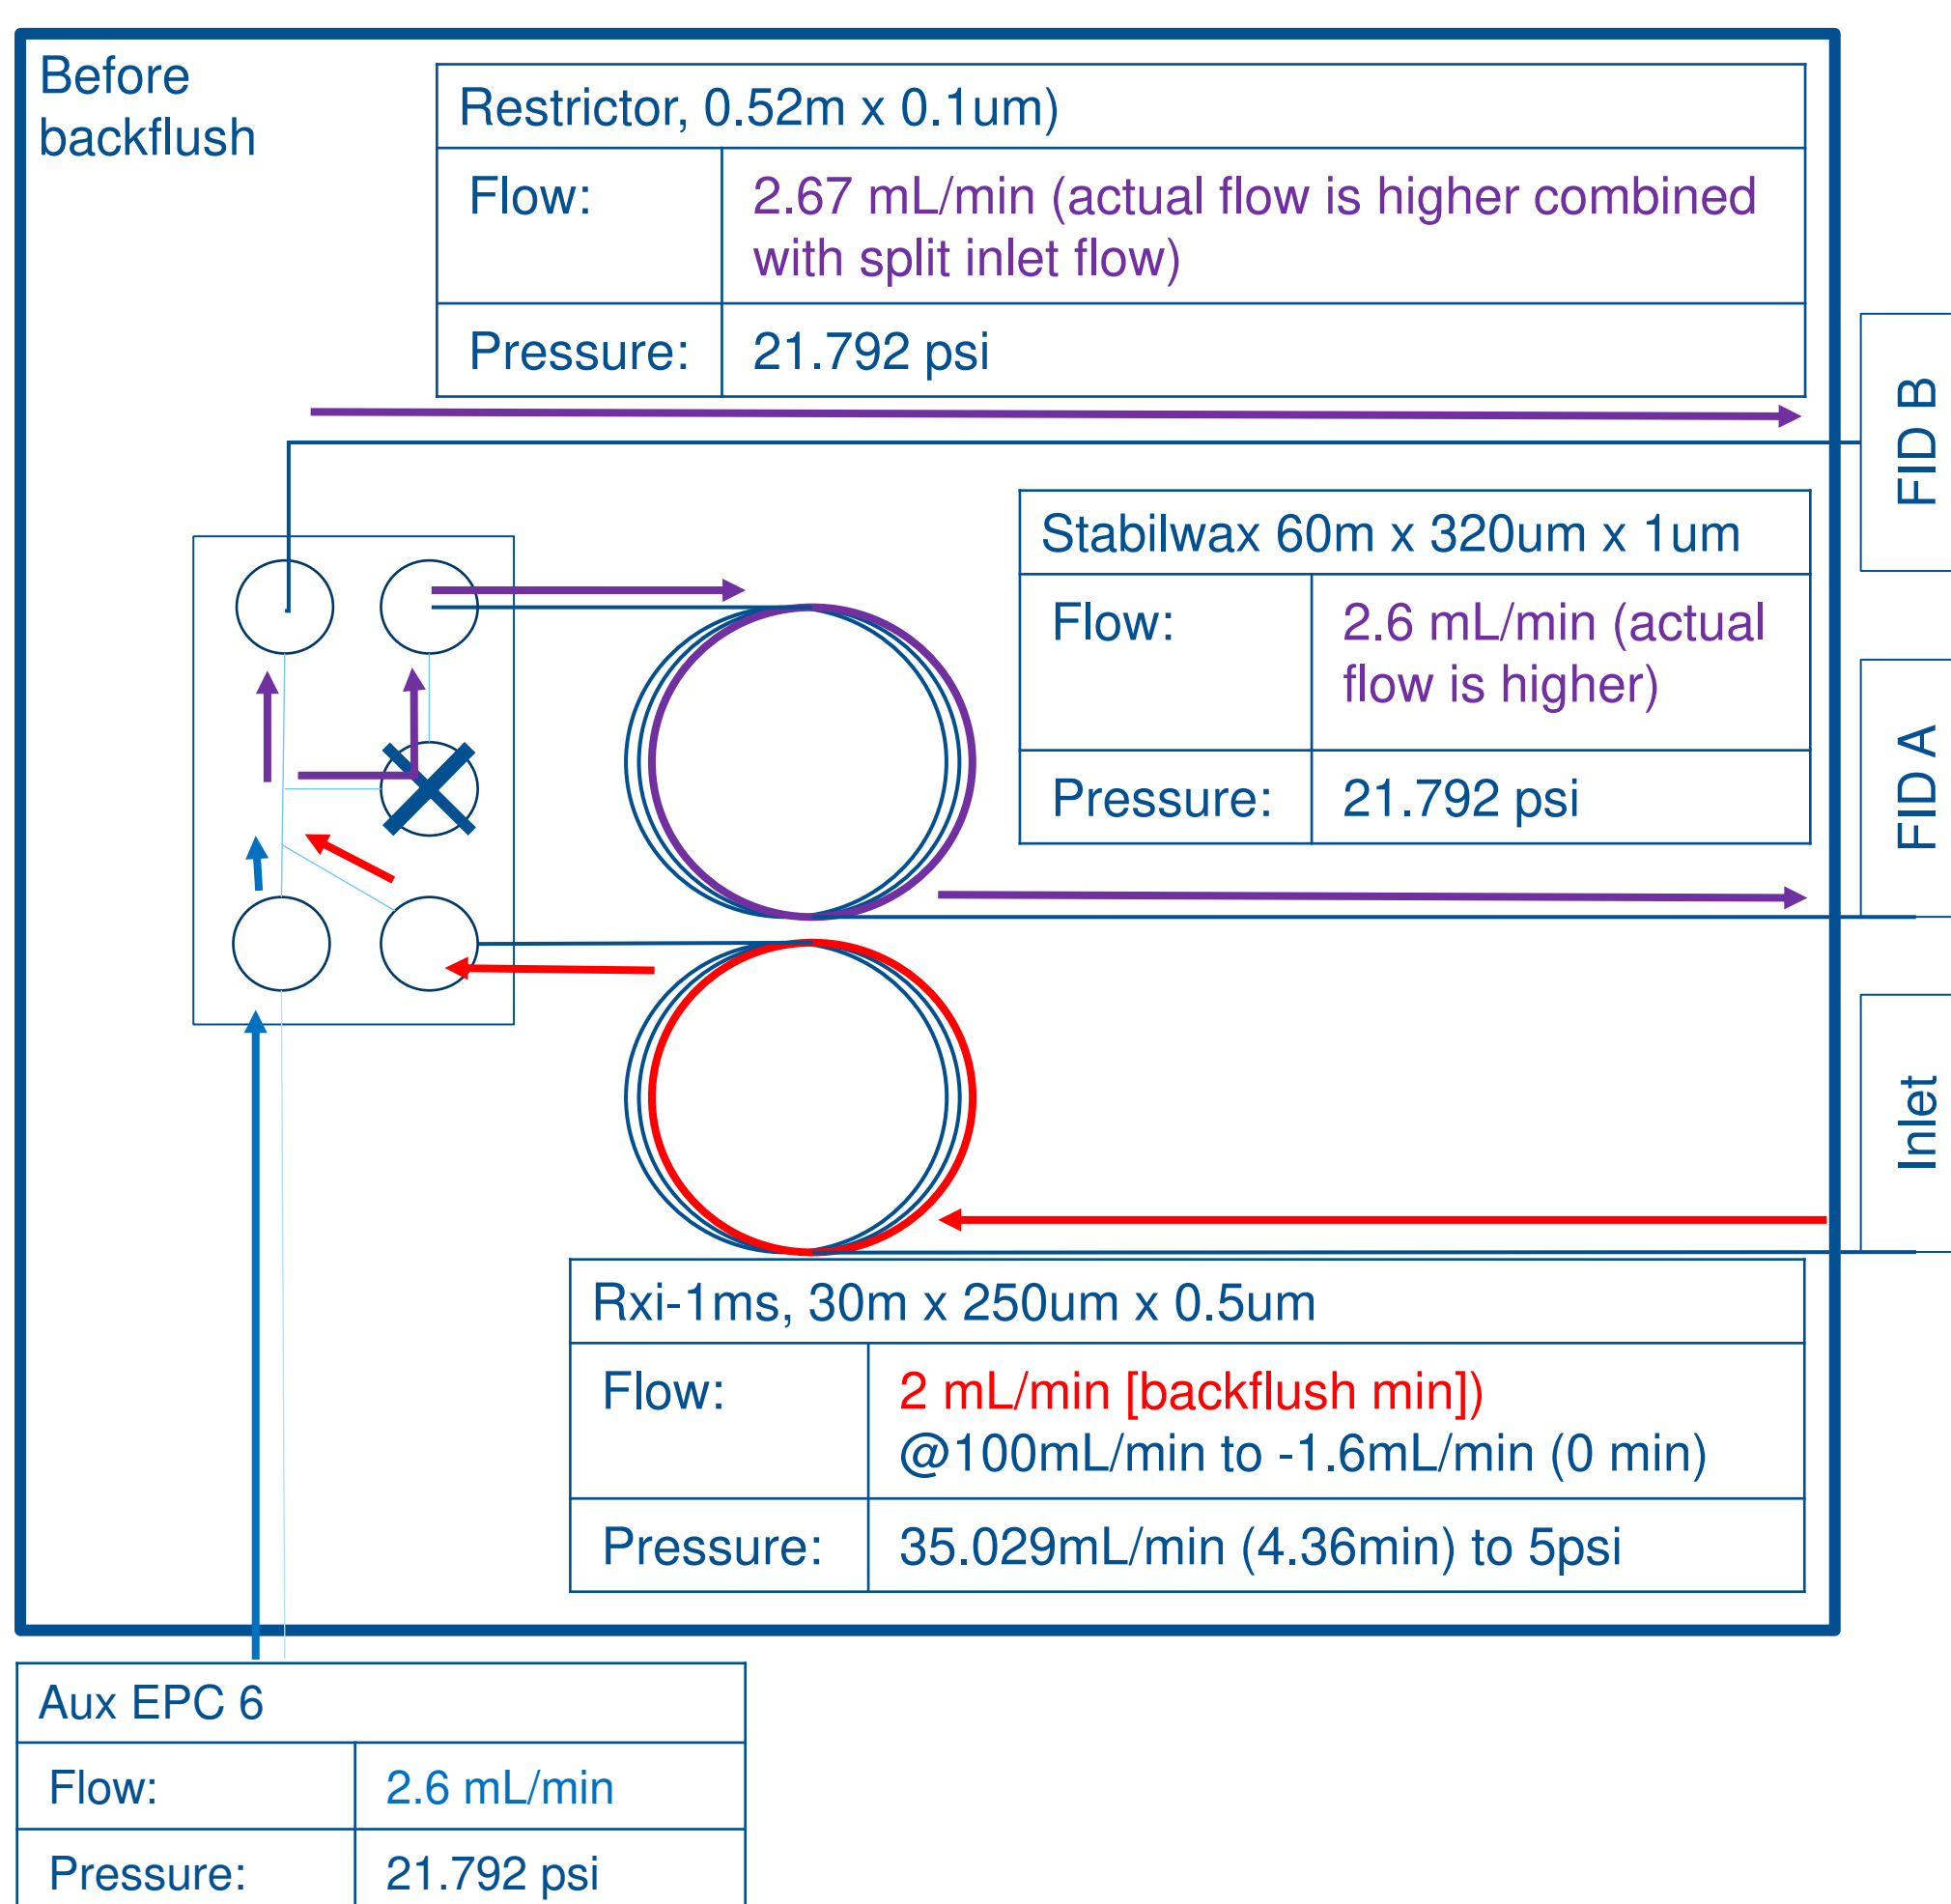 Before
backflush
Restrictor, 0.52m x 0.1um)
Flow:
2.67 mL/min (actual flow is higher combined
with split inlet flow)
Pressure:
21.792 psi
FID B
Stabilwax 60m x 320um x 1um
Flow:
2.6 mL/min (actual
flow is higher)
Pressure:
21.792 psi
FID A
Inlet
Rxi-1ms, 30m x 250um x 0.5um
Flow:
2 mL/min [backflush min])
@100mL/min to -1.6mL/min (0 min)
Pressure:
35.029mL/min (4.36min) to 5psi
Aux EPC 6
Flow:
2.6 mL/min
Pressure:
21.792 psi